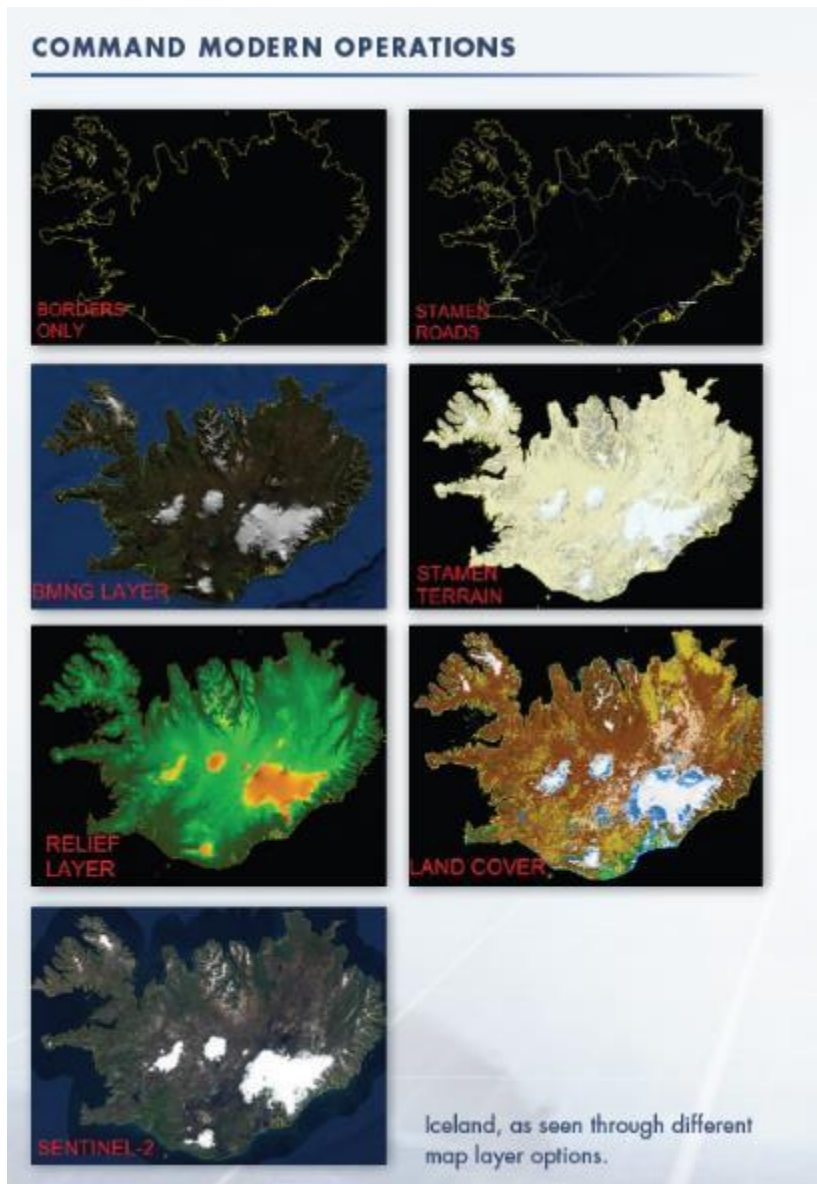 COMMAND MODERN OPERATIONS
BORDERS
ONLY
STAMEN
ROADS
BMNG LAYER
STAMEN
TERRAIN
RELIEF
LAYER
LAND COVER
SENTINEL-2
Iceland, as seen through different
map layer options.